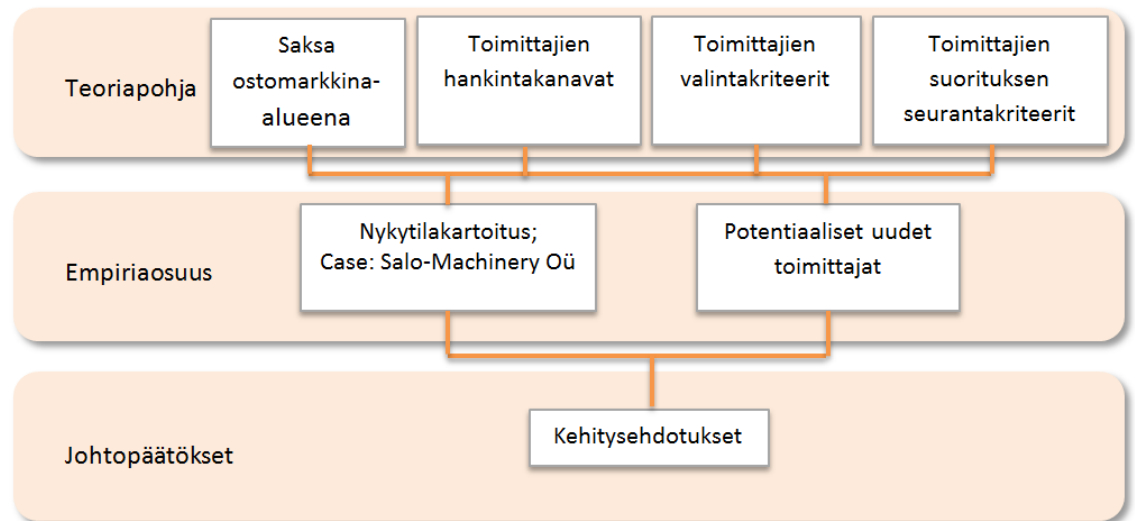 Teoriapohja
Saksa
ostomarkkina-
alueena
Toimittajien
hankintakanavat
Toimittajien
valintakriteerit
Toimittajien
suorituksen
seurantakriteerit
Empiriaosuus
Nykytilakartoitus;
Case: Salo-Machinery Oü
Potentiaaliset uudet
toimittajat
Johtopäätökset
Kehitysehdotukset